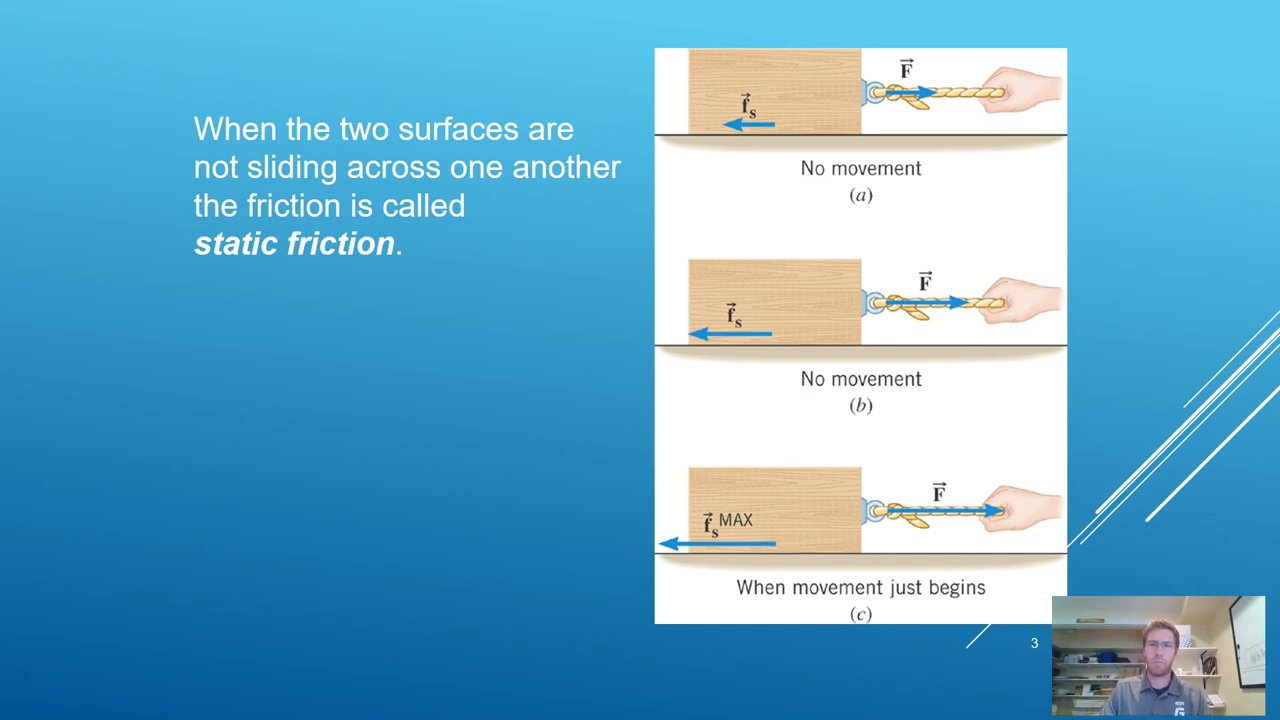 When the two surfaces are
not sliding across one another
the friction is called
static friction.
F
fs
No movement
(a)
F
fs
No movement
(b)
F
fs MAX
When movement just begins
(c)
3